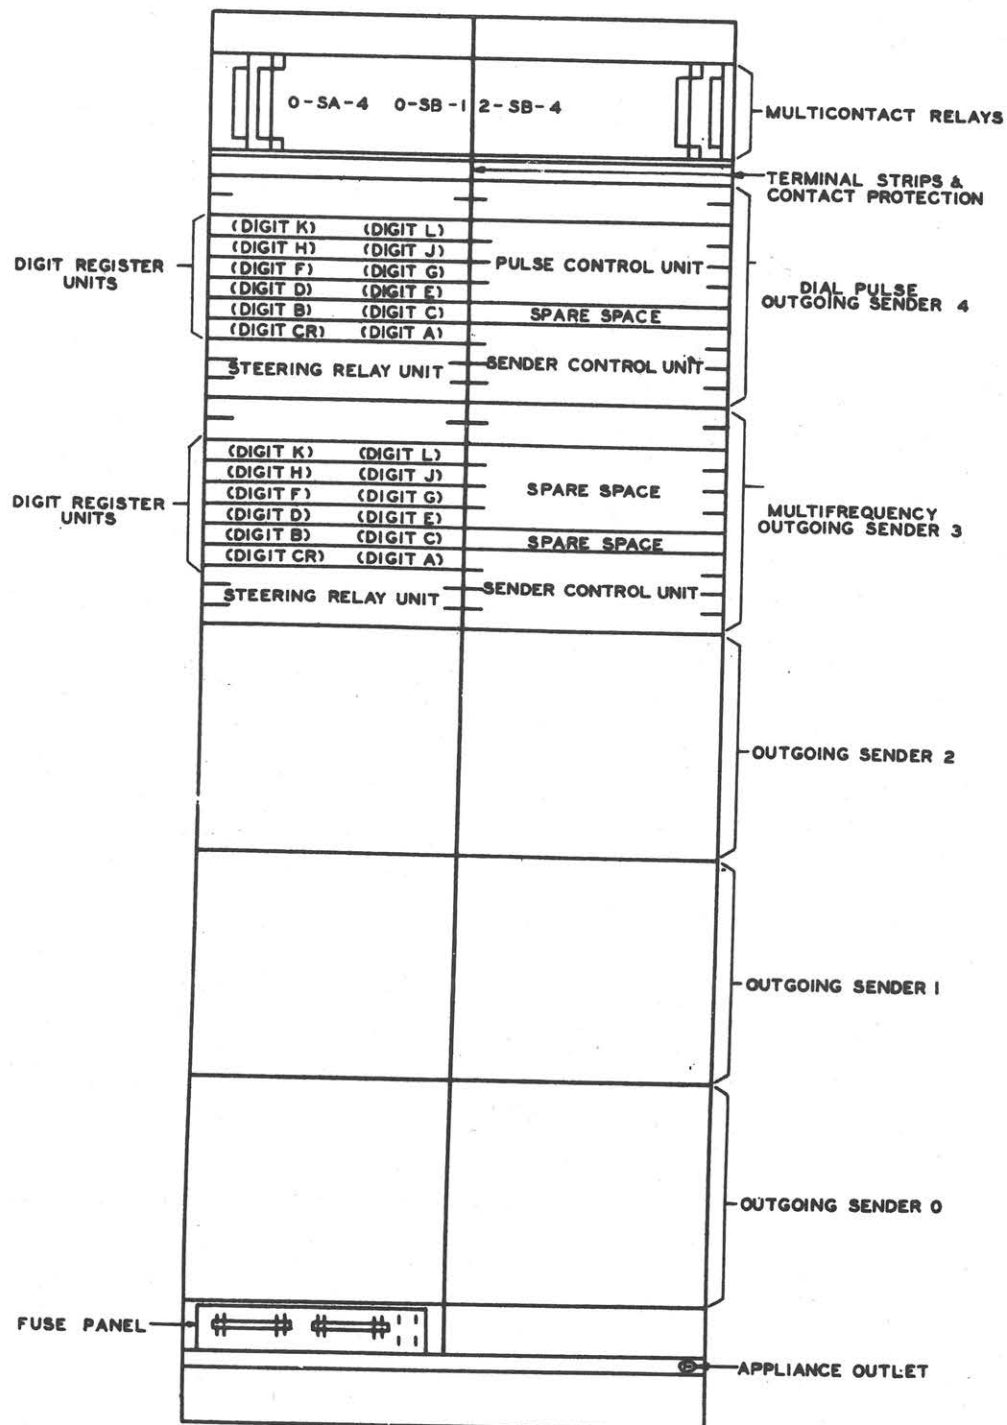 0-SA-4 0-SB-1 2-SB-4
MULTICONTACT RELAYS
TERMINAL STRIPS &
CONTACT PROTECTION
DIGIT REGISTER
UNITS
(DIGIT K) (DIGIT L)
(DIGIT H) (DIGIT J)
(DIGIT F) (DIGIT G)
(DIGIT D) (DIGIT E)
(DIGIT B) (DIGIT C)
(DIGIT CR) (DIGIT A)
STEERING RELAY UNIT
PULSE CONTROL UNIT
SPARE SPACE
SENDER CONTROL UNIT
DIAL PULSE
OUTGOING SENDER 4
DIGIT REGISTER
UNITS
(DIGIT K) (DIGIT L)
(DIGIT H) (DIGIT J)
(DIGIT F) (DIGIT G)
(DIGIT D) (DIGIT E)
(DIGIT B) (DIGIT C)
(DIGIT CR) (DIGIT A)
STEERING RELAY UNIT
SPARE SPACE
SPARE SPACE
SENDER CONTROL UNIT
MULTIFREQUENCY
OUTGOING SENDER 3
OUTGOING SENDER 2
OUTGOING SENDER 1
OUTGOING SENDER 0
FUSE PANEL
APPLIANCE OUTLET